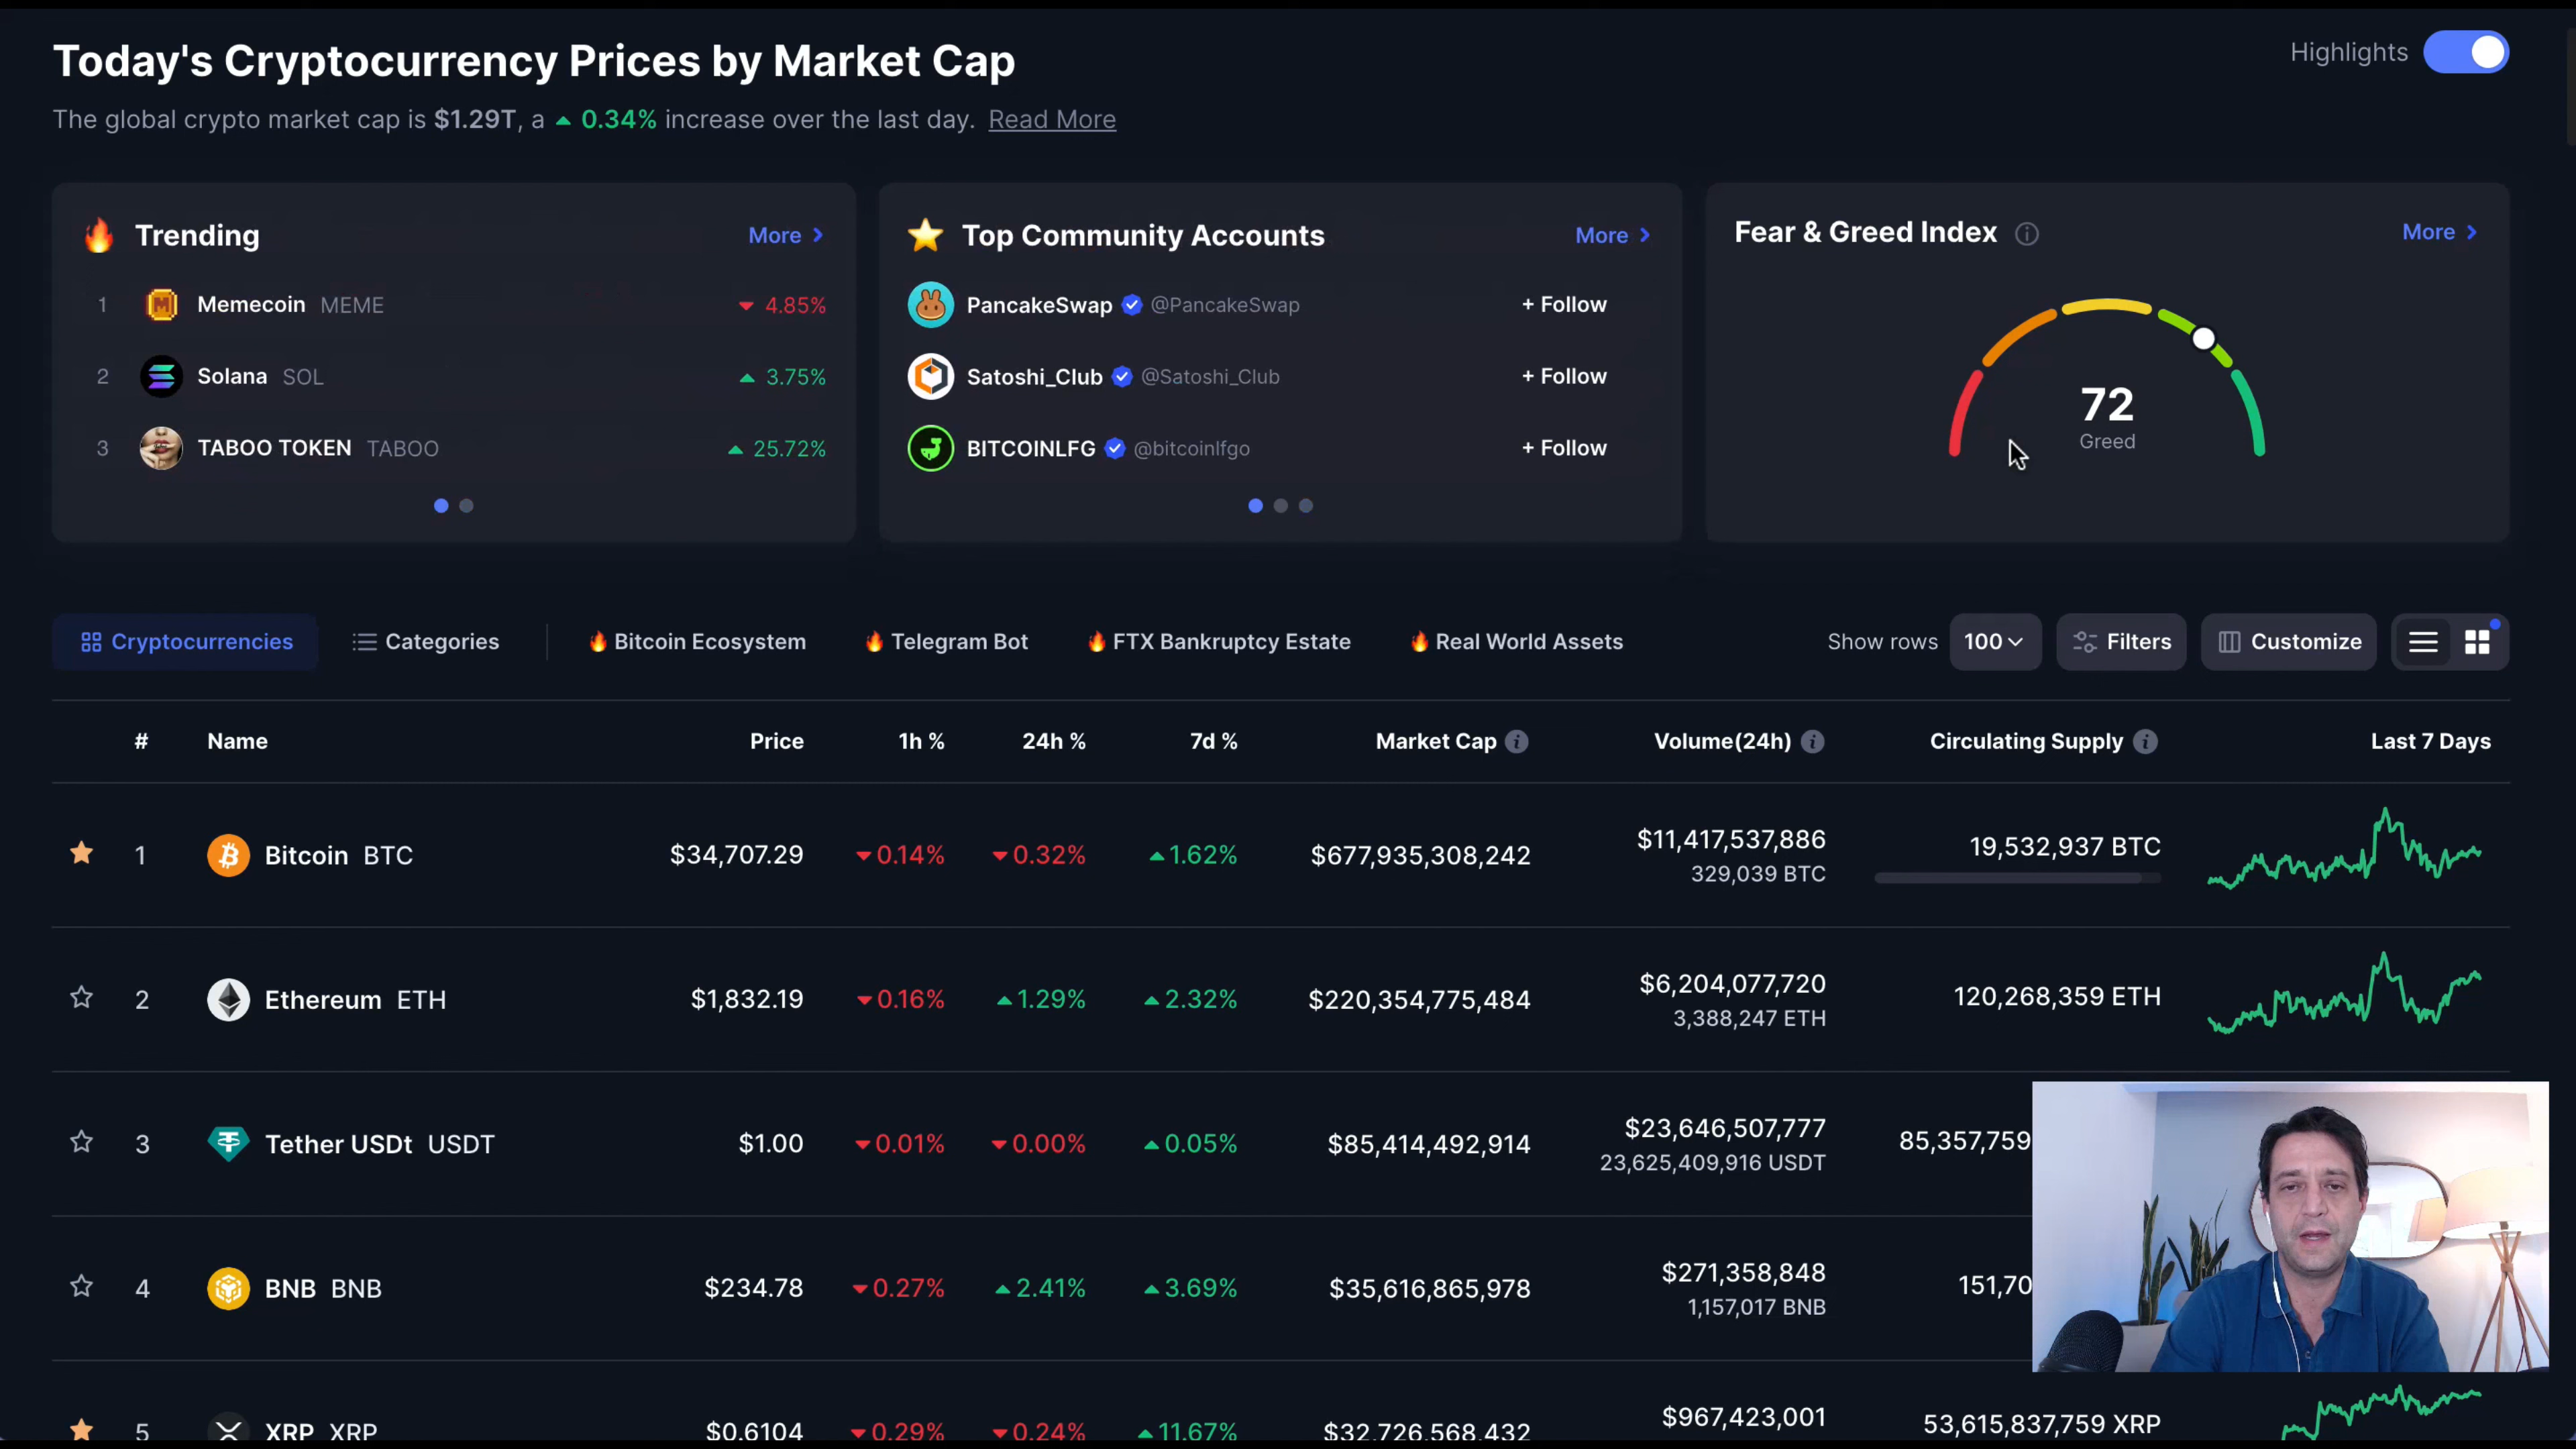 Today's Cryptocurrency Prices by Market Cap
Highlights
The global crypto market cap is $1.29T, a 0.34% increase over the last day. Read More
Trending
More
1 Memecoin MEME 4.85%
2 Solana SOL 3.75%
3 TABOO TOKEN TABOO 25.72%
Top Community Accounts
More
PancakeSwap @PancakeSwap + Follow
Satoshi_Club @Satoshi_Club + Follow
BITCOINLFG @bitcoinlfgo + Follow
Fear & Greed Index
More
72
Greed
Cryptocurrencies Categories Bitcoin Ecosystem Telegram Bot FTX Bankruptcy Estate Real World Assets Show rows 100 Filters Customize
# Name Price 1h % 24h % 7d % Market Cap Volume(24h) Circulating Supply Last 7 Days
1 Bitcoin BTC $34,707.29 0.14% 0.32% 1.62% $677,935,308,242 $11,417,537,886 19,532,937 BTC
329,039 BTC
2 Ethereum ETH $1,832.19 0.16% 1.29% 2.32% $220,354,775,484 $6,204,077,720 120,268,359 ETH
3,388,247 ETH
3 Tether USDt USDT $1.00 0.01% 0.00% 0.05% $85,414,492,914 $23,646,507,777 85,357,759
23,625,409,916 USDT
4 BNB BNB $234.78 0.27% 2.41% 3.69% $35,616,865,978 $271,358,848 151,70
1,157,017 BNB
5 XRP XRP $0.6104 0.29% 0.24% 11.67% $32,726,568,432 $967,423,001 53,615,837,759 XRP